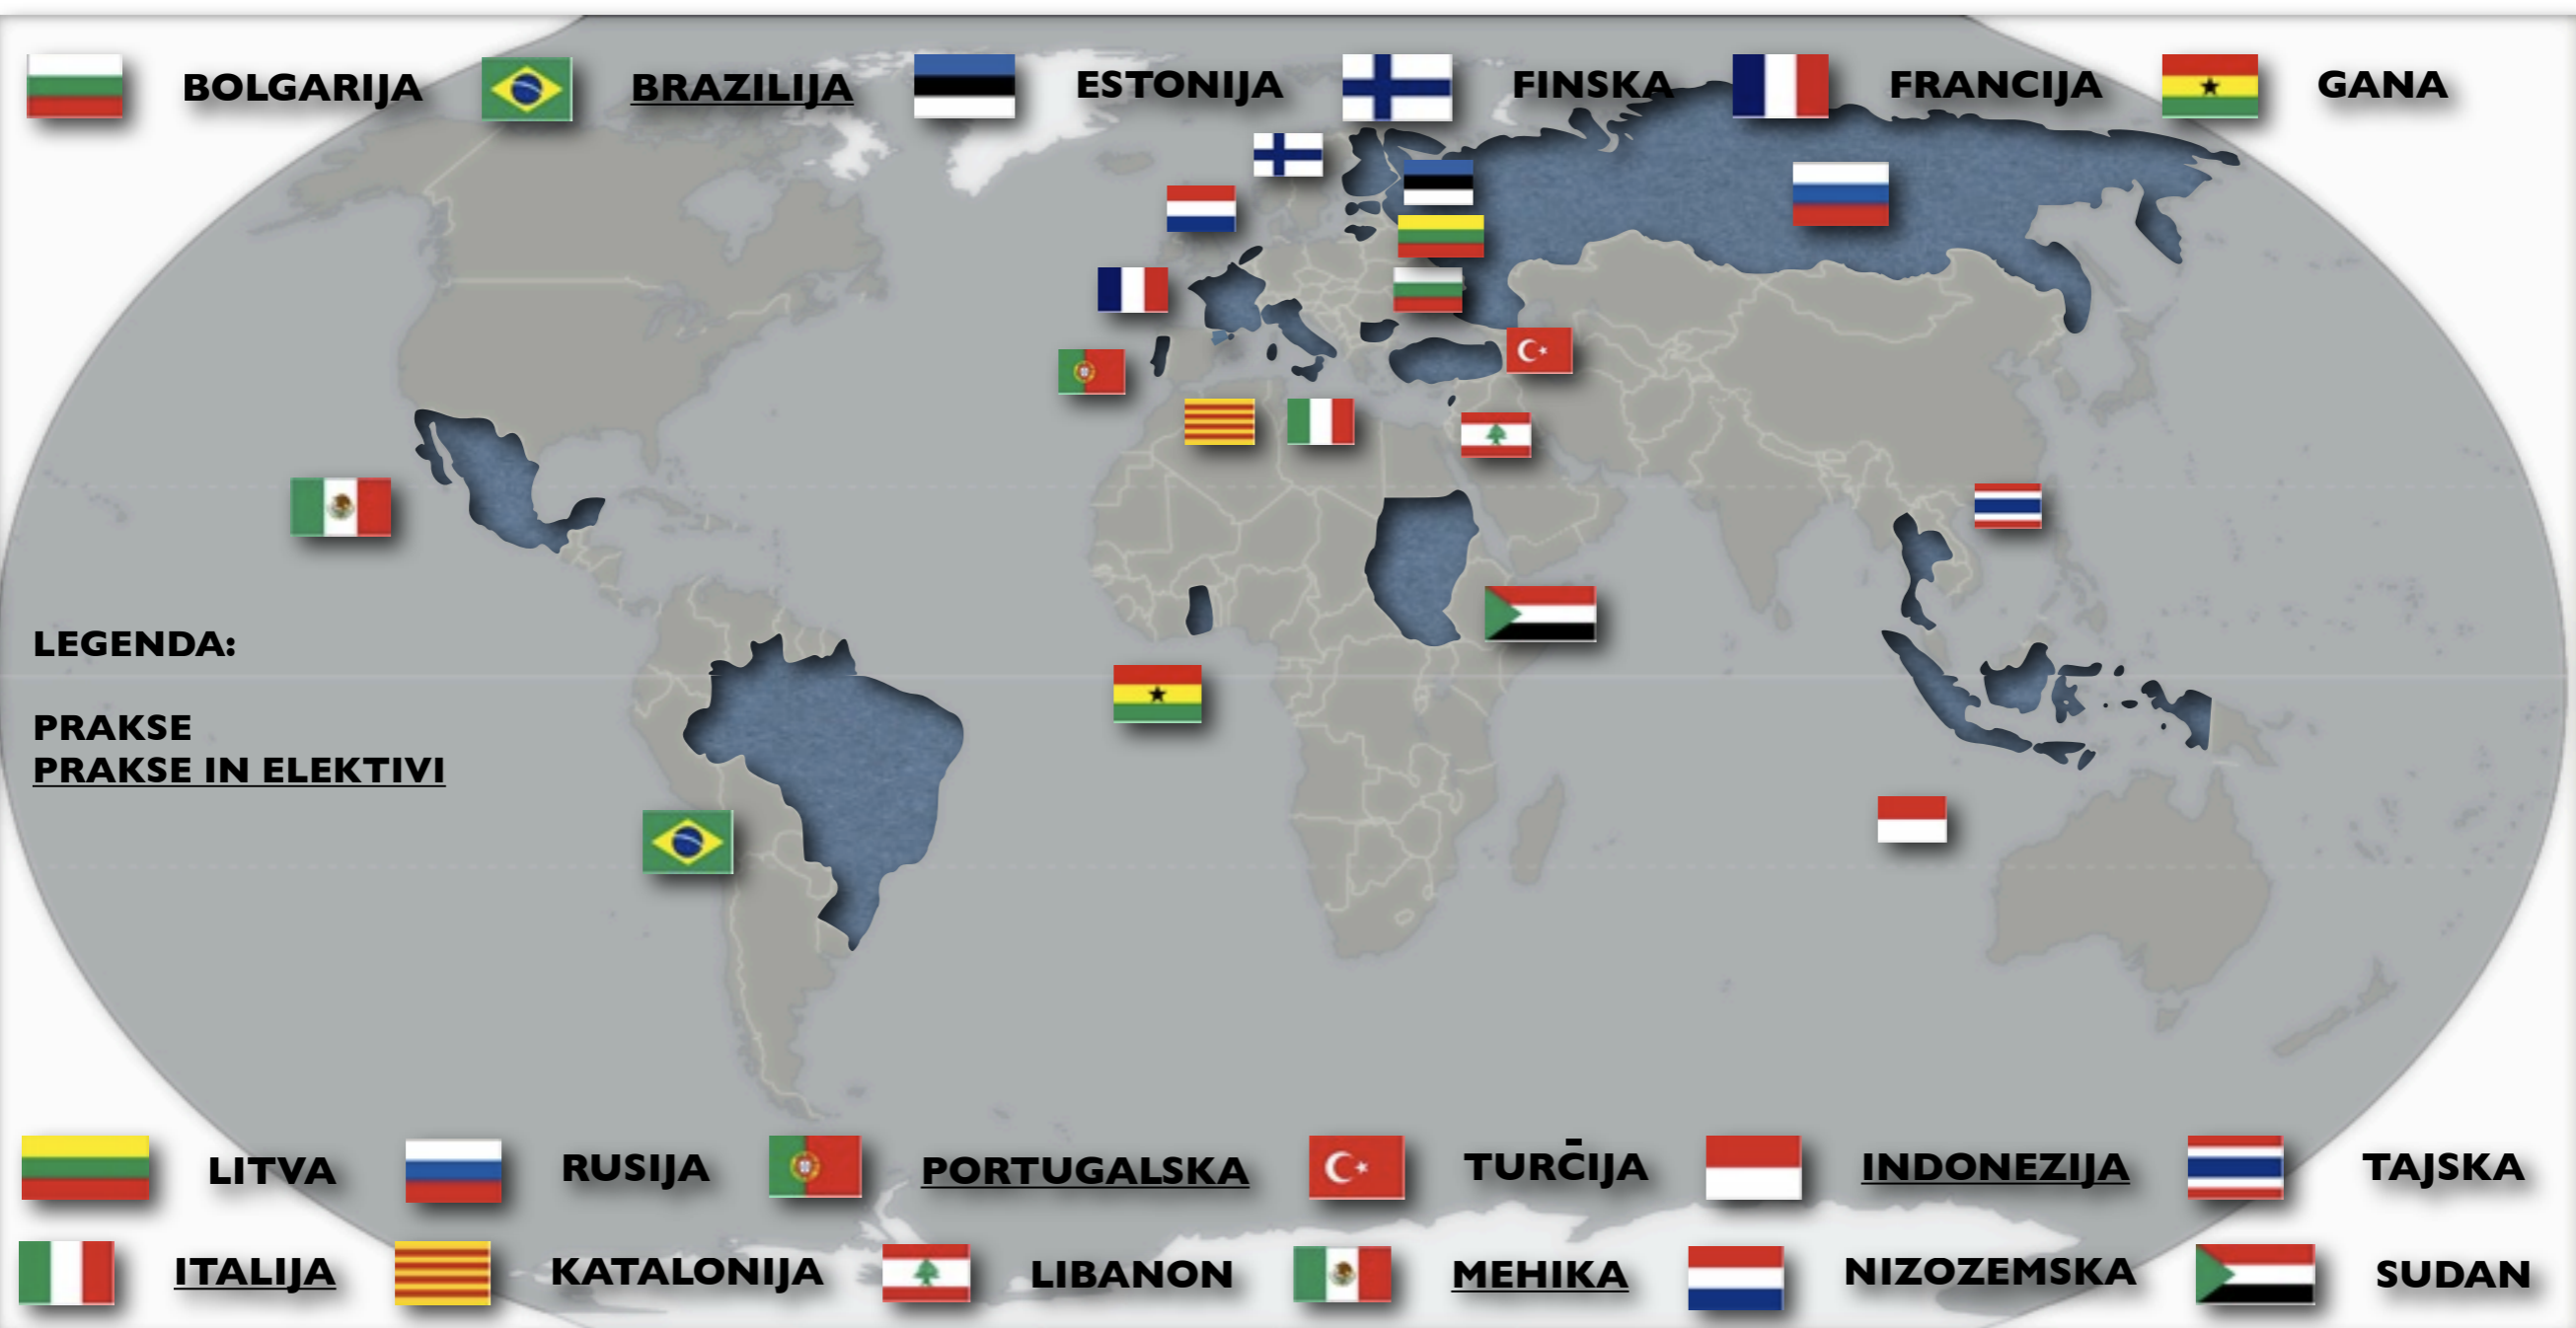 BOLGARIJA BRAZILIJA ESTONIJA FINSKA FRANCIJA GANA
LEGENDA:
PRAKSE
PRAKSE IN ELEKTIVI
LITVA RUSIJA PORTUGALSKA TURČIJA INDONEZIJA TAJSKA
ITALIJA KATALONIJA LIBANON MEHIKA NIZOZEMSKA SUDAN